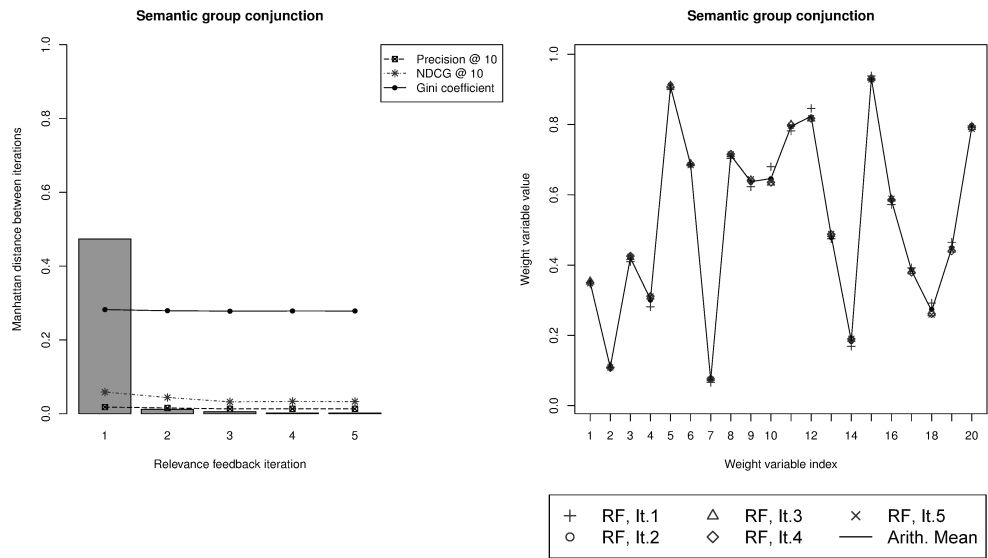 Semantic group conjunction
Manhattan distance between iterations
1.0
0.8
0.6
0.4
0.2
0.0
Precision @ 10
NDCG @ 10
Gini coefficient
1 2 3 4 5
Relevance feedback iteration
Semantic group conjunction
Weight variable value
1.0
0.8
0.6
0.4
0.2
0.0
1 2 3 4 5 6 7 8 9 10 12 14 16 18 20
Weight variable index
RF, It.1 RF, It.3 RF, It.5
RF, It.2 RF, It.4 Arith. Mean